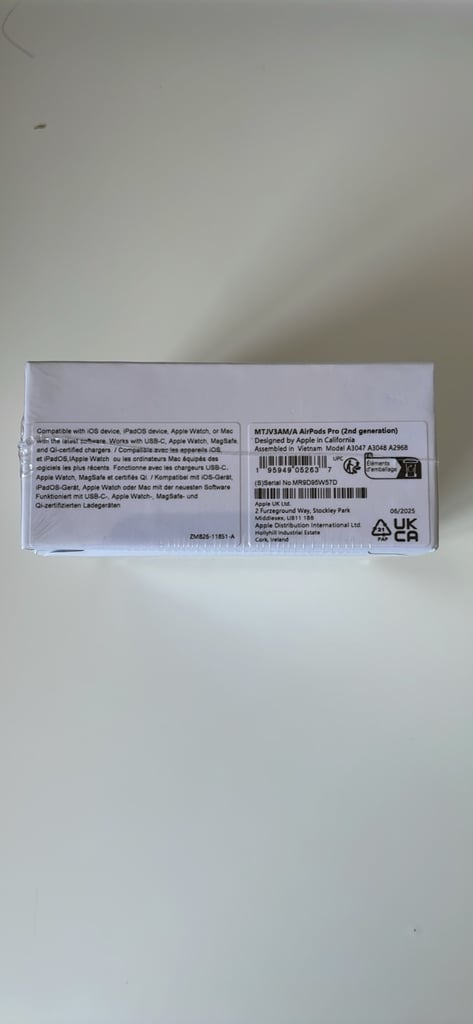 Compatible with iOS device, iPadOS device, Apple Watch, or Mac
with the latest software. Works with USB-C, Apple Watch, MagSafe,
and Qi-certified chargers. / Compatible avec les appareils iOS,
et iPadOS,lApple Watch ou les ordinateurs Mac équipés des
logiciels les plus récents. Fonctionne avec les chargeurs USB-C,
Apple Watch, MagSafe et certifiés Qi. / Kompatibel mit iOS-Gerät,
iPadOS-Gerät, Apple Watch oder Mac mit der neuesten Software
Funktioniert mit USB-C-, Apple Watch-, MagSafe- und
Qi-zertifizierten Ladegeräten
ZM826-11851-A
MTJV3AM/A AirPods Pro (2nd generation)
Designed by Apple in California
Assembled in Vietnam Model A3047 A3048 A2968
UPC
1 95949 05263 7
FR
Éléments
d'emballage
(S)Serial No.MR9D95W57D
Apple UK Ltd.
2 Furzeground Way, Stockley Park
Middlesex, UB11 1BB
Apple Distribution International Ltd.
Hollyhill Industrial Estate
Cork, Ireland
06/2025
21
PAP
UK
CA